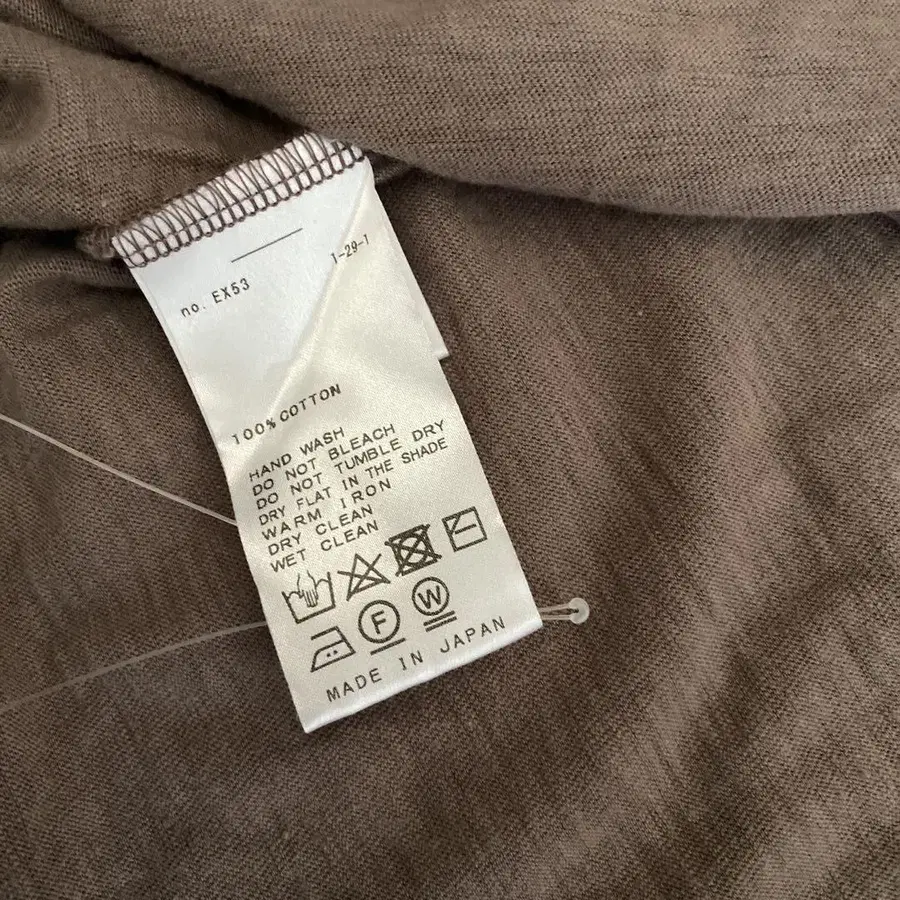 no. EX53 1-29-1
100% COTTON
HAND WASH
DO NOT BLEACH
DO NOT TUMBLE DRY
DRY FLAT IN THE SHADE
WARM IRON
DRY CLEAN
WET CLEAN
F W
MADE IN JAPAN